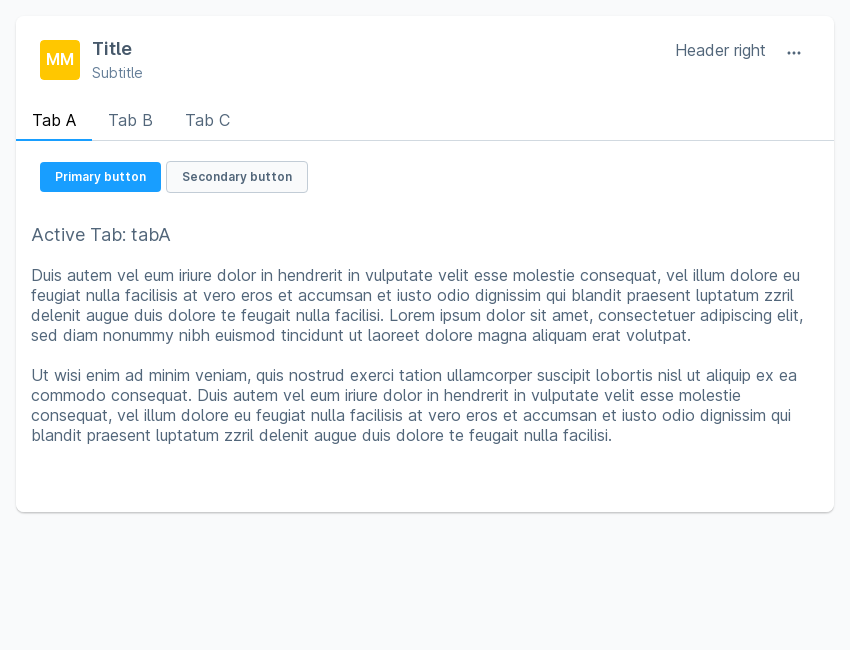 MM
Title
Subtitle
Header right
Tab A
Tab B
Tab C
Primary button
Secondary button
Active Tab: tabA
Duis autem vel eum iriure dolor in hendrerit in vulputate velit esse molestie consequat, vel illum dolore eu
feugiat nulla facilisis at vero eros et accumsan et iusto odio dignissim qui blandit praesent luptatum zzril
delenit augue duis dolore te feugait nulla facilisi. Lorem ipsum dolor sit amet, consectetuer adipiscing elit,
sed diam nonummy nibh euismod tincidunt ut laoreet dolore magna aliquam erat volutpat.
Ut wisi enim ad minim veniam, quis nostrud exerci tation ullamcorper suscipit lobortis nisl ut aliquip ex ea
commodo consequat. Duis autem vel eum iriure dolor in hendrerit in vulputate velit esse molestie
consequat, vel illum dolore eu feugiat nulla facilisis at vero eros et accumsan et iusto odio dignissim qui
blandit praesent luptatum zzril delenit augue duis dolore te feugait nulla facilisi.